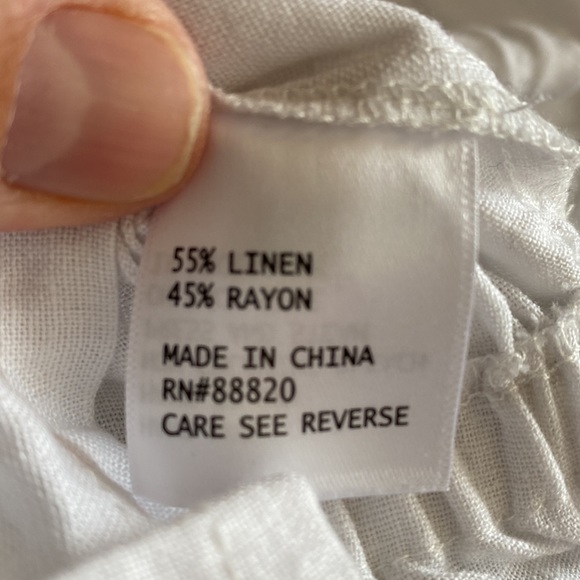 55% LINEN
45% RAYON
MADE IN CHINA
RN#88820
CARE SEE REVERSE